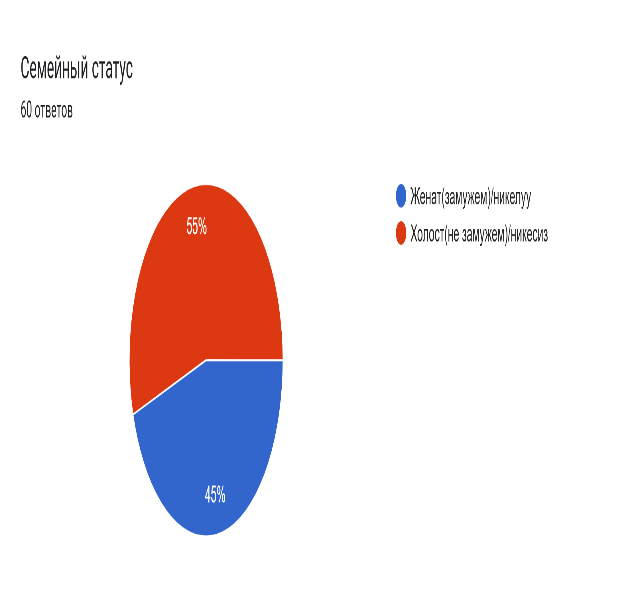 Семейный статус
60 ответов
Женат(замужем)/никелуу
Холост(не замужем)/никесиз
55%
45%